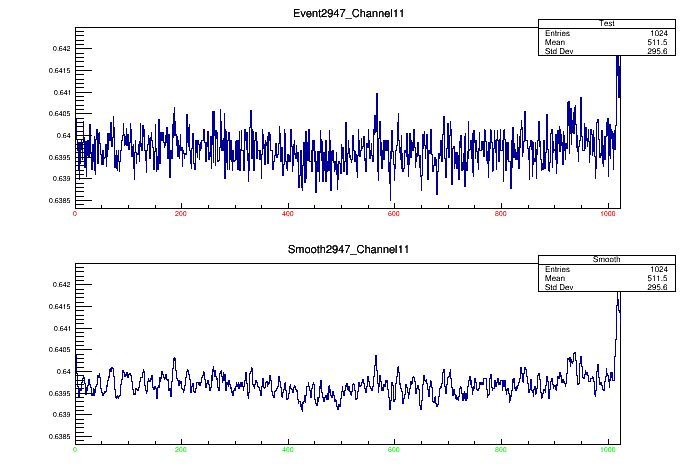 Event2947_Channel11
Test
Entries 1024
Mean 511.5
Std Dev 295.6
0.642
0.6415
0.641
0.6405
0.64
0.6395
0.639
0.6385
0 200 400 600 800 1000
Smooth2947_Channel11
Smooth
Entries 1024
Mean 511.5
Std Dev 295.6
0.642
0.6415
0.641
0.6405
0.64
0.6395
0.639
0.6385
0 200 400 600 800 1000